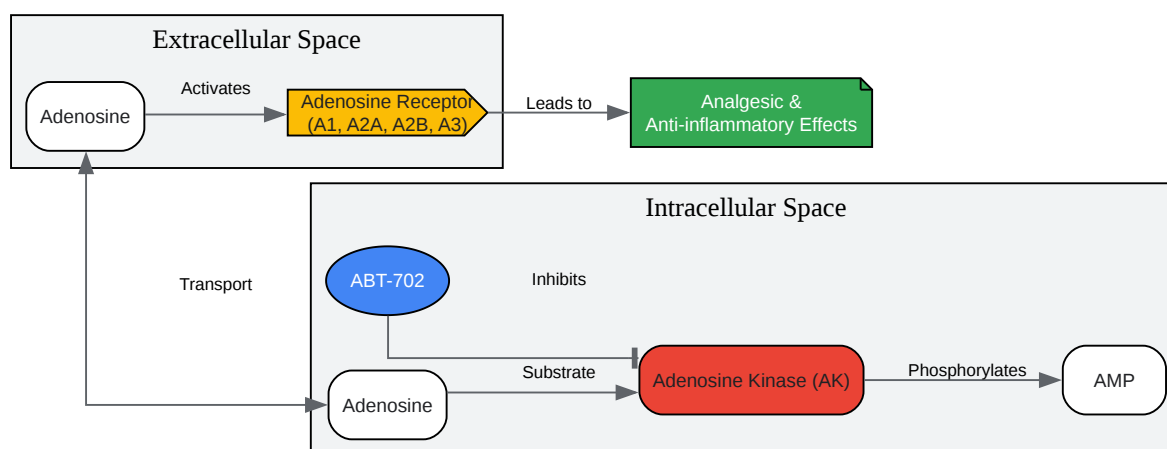 Extracellular Space
Adenosine
Activates
Adenosine Receptor
(A1, A2A, A2B, A3)
Leads to
Analgesic &
Anti-inflammatory Effects
Transport
Intracellular Space
ABT-702
Inhibits
Adenosine
Substrate
Adenosine Kinase (AK)
Phosphorylates
AMP